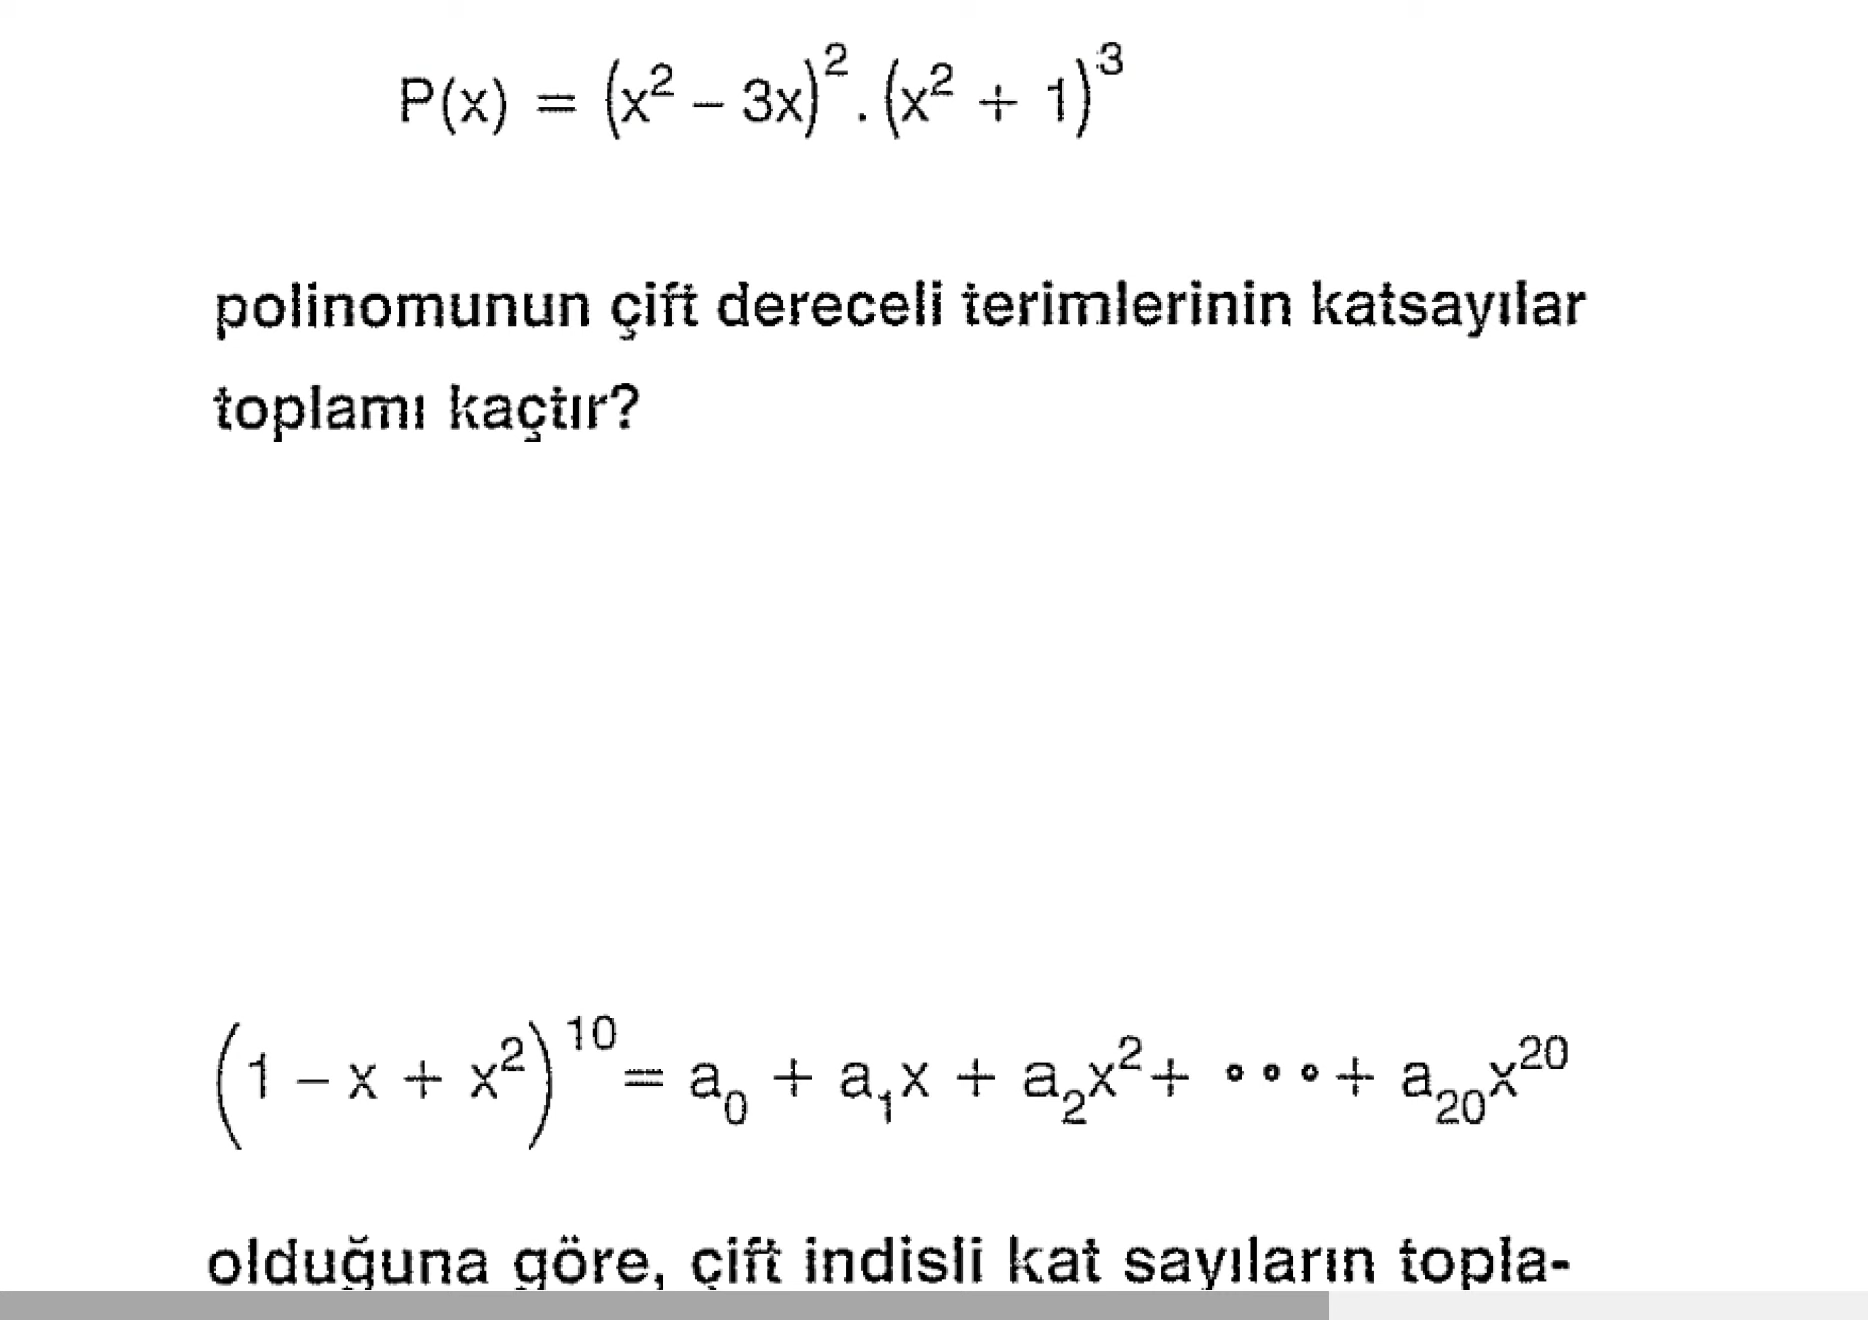 P(x) = (x² – 3x)² . (x² + 1)³
polinomunun çift dereceli terimlerinin katsayılar
toplamı kaçtır?
(1 – x + x²)¹⁰ = a₀ + a₁x + a₂x² + ∘∘∘ + a₂₀x²⁰
olduğuna göre, çift indisli kat sayıların topla-